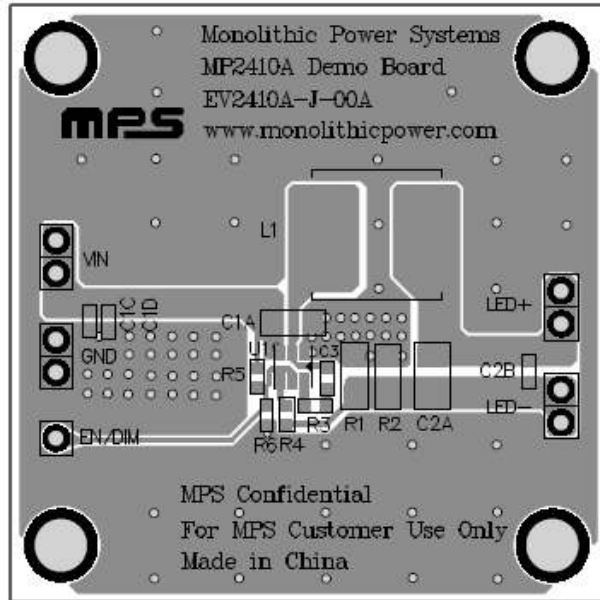 Monolithic Power Systems
MP2410A Demo Board
EV2410A-J-00A
mps www.monolithicpower.com
L1
VIN
LED+
C1C
C1D
C1A
U1
C3
GND
R5
C2B
LED-
EN/DIM
R6 R4 R3 R1 R2 C2A
MPS Confidential
For MPS Customer Use Only
Made in China